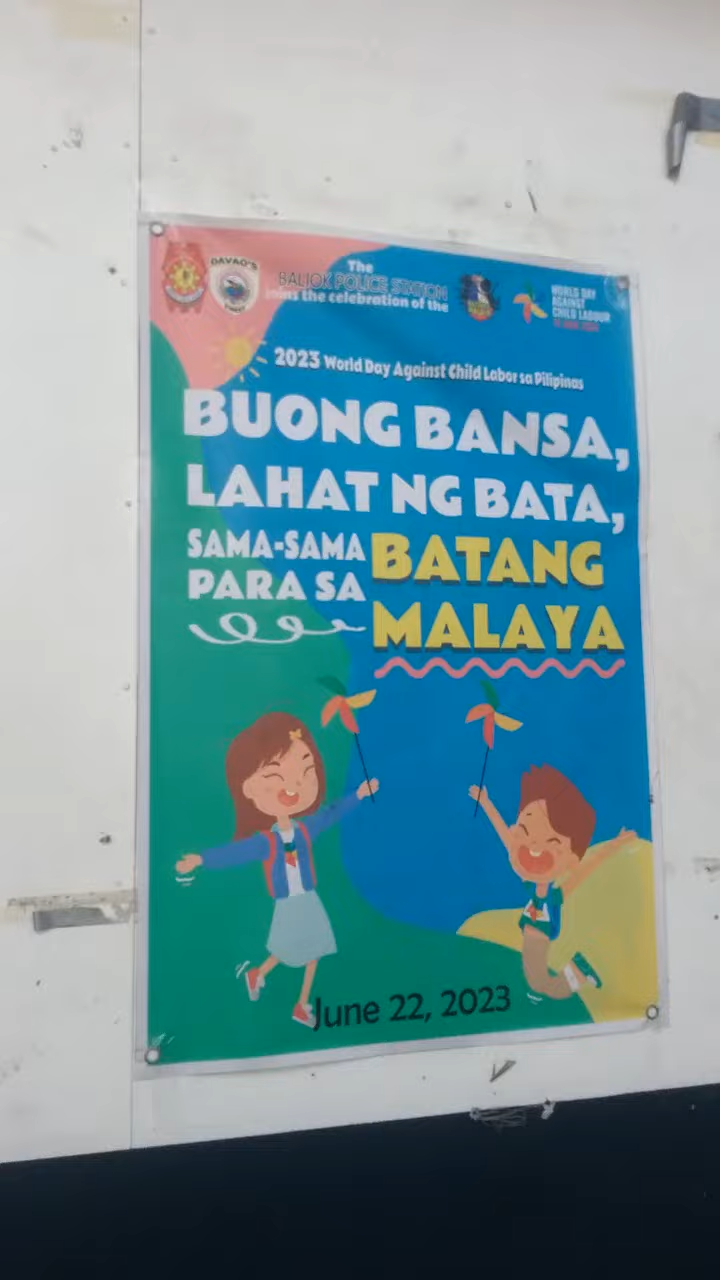 DAVAO'S
The
BALIOK POLICE STATION
joins the celebration of the
WORLD DAY
AGAINST
CHILD LABOUR
2023 World Day Against Child Labor sa Pilipinas
BUONG BANSA,
LAHAT NG BATA,
SAMA-SAMA
PARA SA
BATANG
MALAYA
June 22, 2023